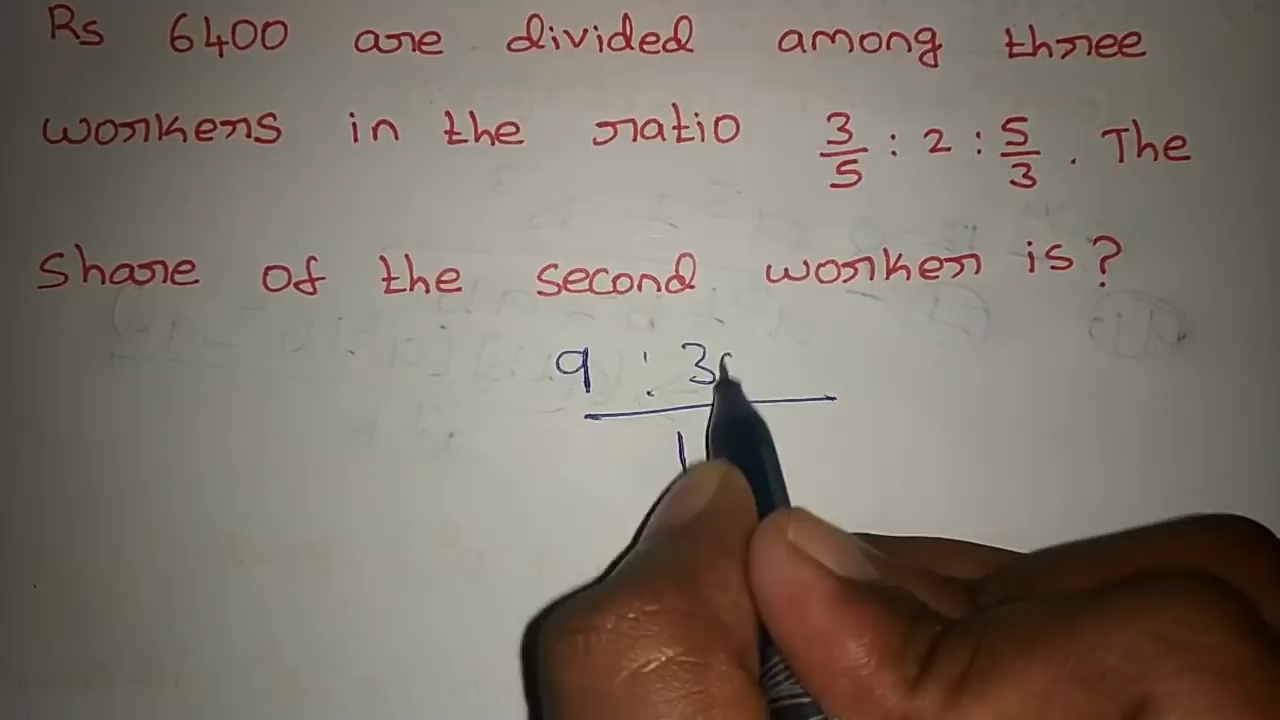 Rs 6400 are divided among three
workers in the ratio 3/5 : 2 : 5/3 . The
Share of the second worker is?
9 : 3
1